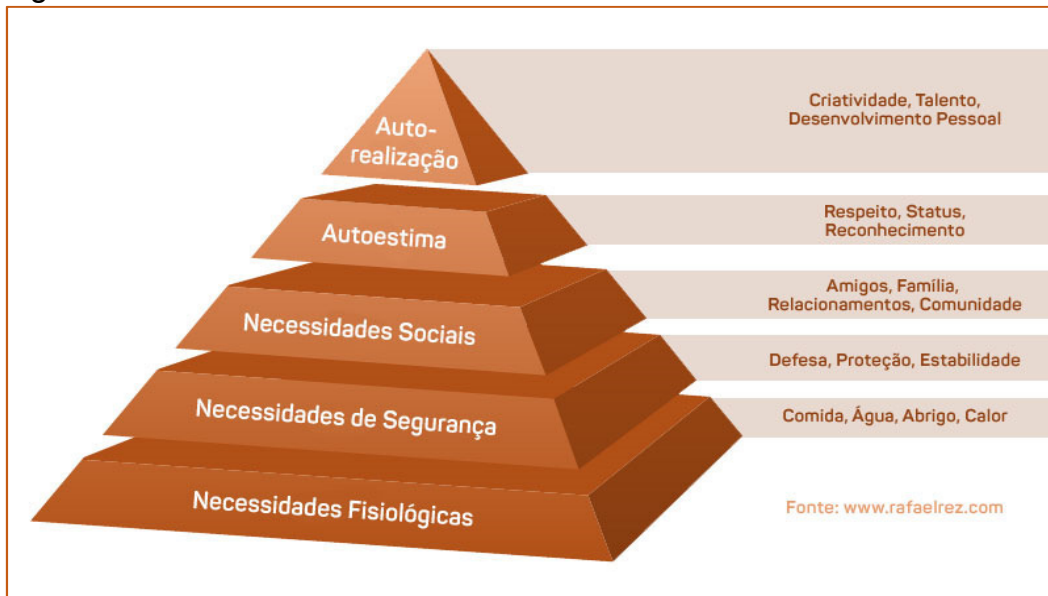 Auto-
realização
Criatividade, Talento,
Desenvolvimento Pessoal
Autoestima
Respeito, Status,
Reconhecimento
Necessidades Sociais
Amigos, Família,
Relacionamentos, Comunidade
Necessidades de Segurança
Defesa, Proteção, Estabilidade
Necessidades Fisiológicas
Comida, Água, Abrigo, Calor
Fonte: www.rafaelrez.com